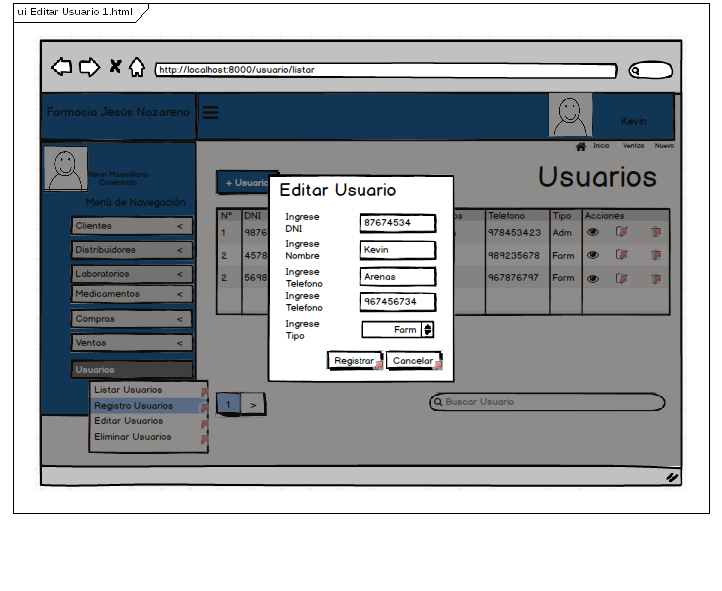 ui Editar Usuario 1.html
http://localhost:8000/usuario/listar
Farmacia Jesús Nazareno
Kevin
Inicio Ventas Nuevo
Kevin Maximiliano
Conectado
Menú de Navegación
Usuarios
+ Usuario
Clientes <
Distribuidores <
Laboratorios <
Medicamentos <
Compras <
Ventas <
Usuarios
Listar Usuarios
Registro Usuarios
Editar Usuarios
Eliminar Usuarios
N° DNI Telefono Tipo Acciones
1 9876 978453423 Adm
2 4578 989235678 Farm
2 5698 967876797 Farm
Editar Usuario
Ingrese
DNI
87674534
Ingrese
Nombre
Kevin
Ingrese
Telefono
Arenas
Ingrese
Telefono
967456734
Ingrese
Tipo
Farm
Registrar Cancelar
1 >
Buscar Usuario